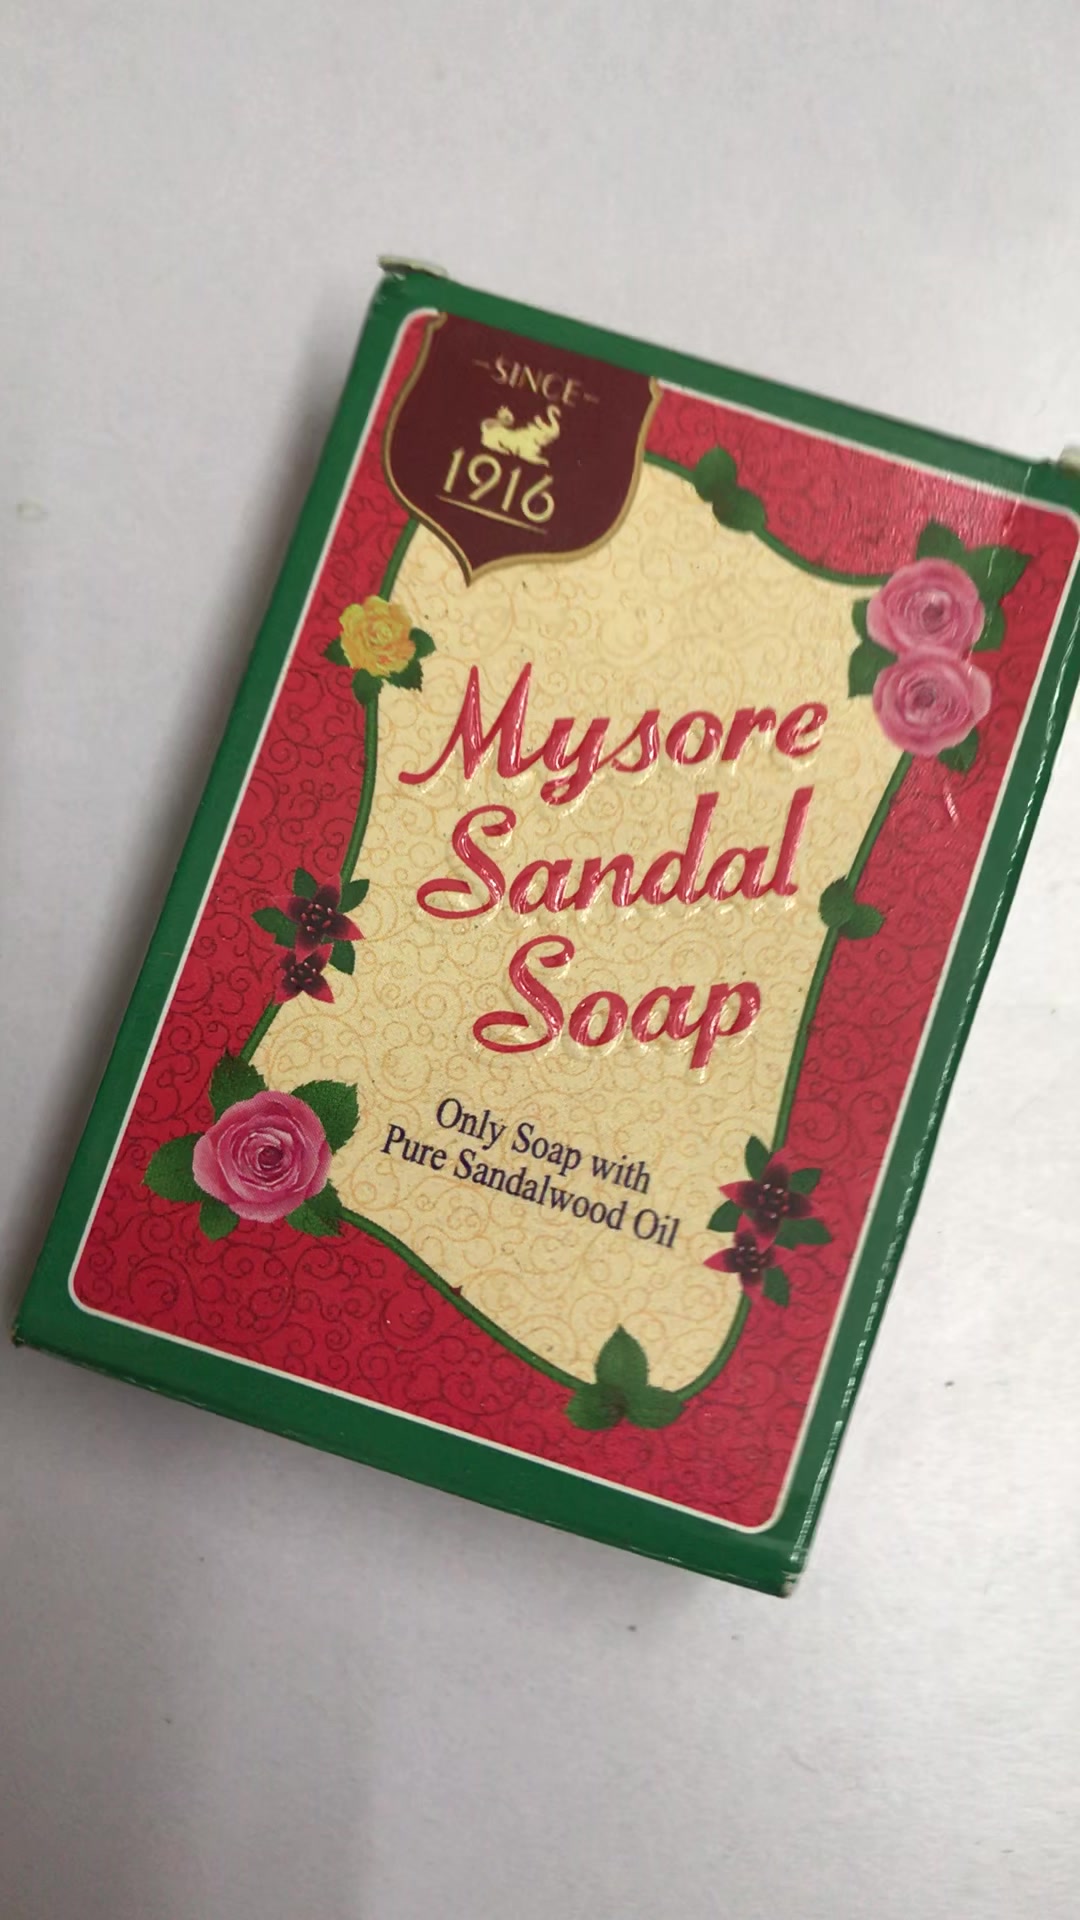 -SINCE-
1916
Mysore
Sandal
Soap
Only Soap with
Pure Sandalwood Oil